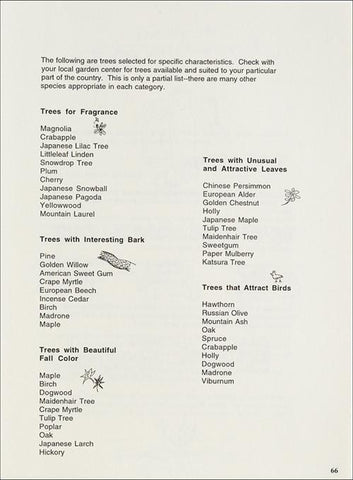 The following are trees selected for specific characteristics. Check with
your local garden center for trees available and suited to your particular
part of the country. This is only a partial list--there are many other
species appropriate in each category.
Trees for Fragrance
Magnolia
Crabapple
Japanese Lilac Tree
Littleleaf Linden
Snowdrop Tree
Plum
Cherry
Japanese Snowball
Japanese Pagoda
Yellowwood
Mountain Laurel
Trees with Interesting Bark
Pine
Golden Willow
American Sweet Gum
Crape Myrtle
European Beech
Incense Cedar
Birch
Madrone
Maple
Trees with Beautiful
Fall Color
Maple
Birch
Dogwood
Maidenhair Tree
Crape Myrtle
Tulip Tree
Poplar
Oak
Japanese Larch
Hickory
Trees with Unusual
and Attractive Leaves
Chinese Persimmon
European Alder
Golden Chestnut
Holly
Japanese Maple
Tulip Tree
Maidenhair Tree
Sweetgum
Paper Mulberry
Katsura Tree
Trees that Attract Birds
Hawthorn
Russian Olive
Mountain Ash
Oak
Spruce
Crabapple
Holly
Dogwood
Madrone
Viburnum
66